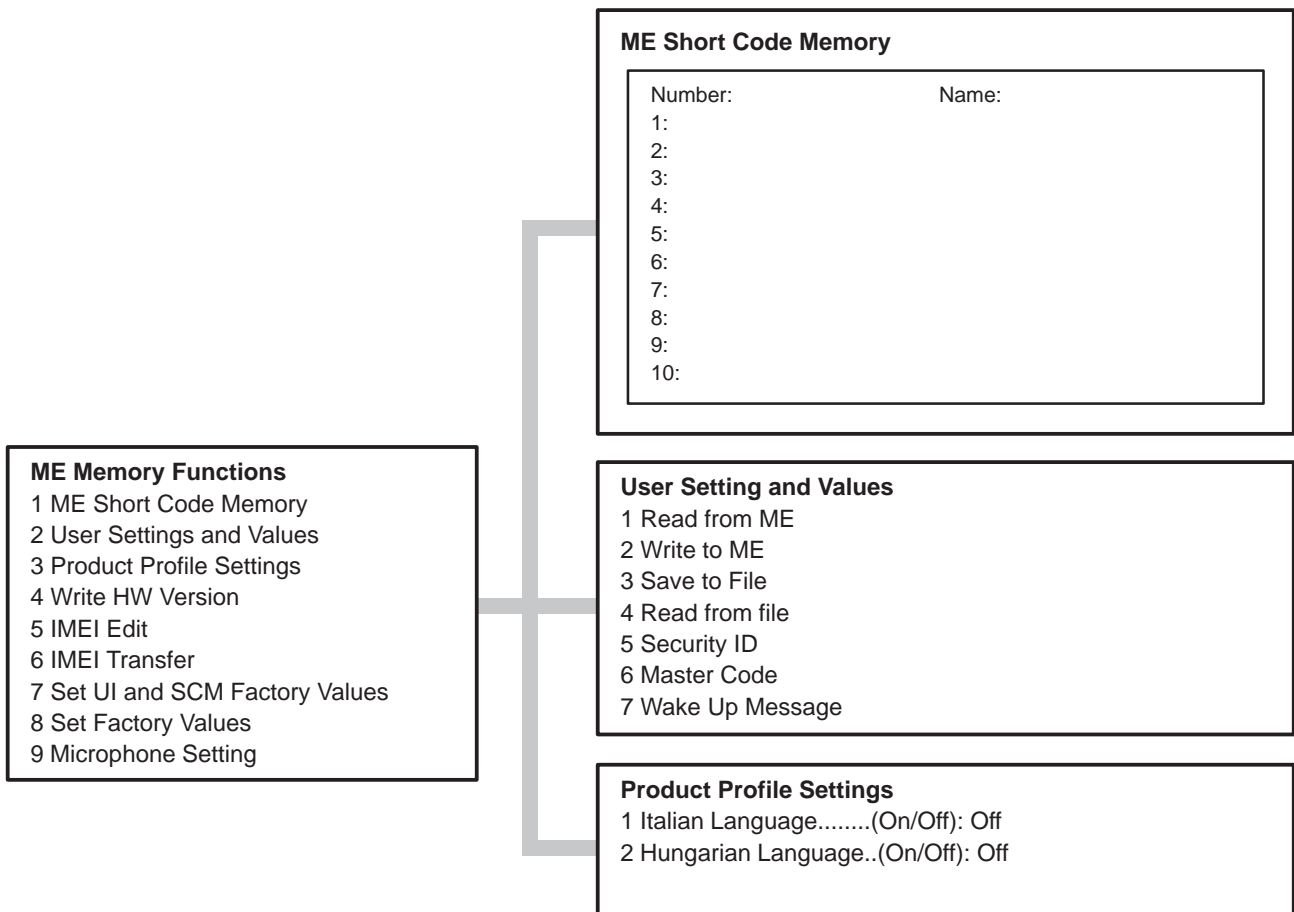 ME Short Code Memory
Number: Name:
1:
2:
3:
4:
5:
6:
7:
8:
9:
10:
ME Memory Functions
1 ME Short Code Memory
2 User Settings and Values
3 Product Profile Settings
4 Write HW Version
5 IMEI Edit
6 IMEI Transfer
7 Set UI and SCM Factory Values
8 Set Factory Values
9 Microphone Setting
User Setting and Values
1 Read from ME
2 Write to ME
3 Save to File
4 Read from file
5 Security ID
6 Master Code
7 Wake Up Message
Product Profile Settings
1 Italian Language........(On/Off): Off
2 Hungarian Language..(On/Off): Off